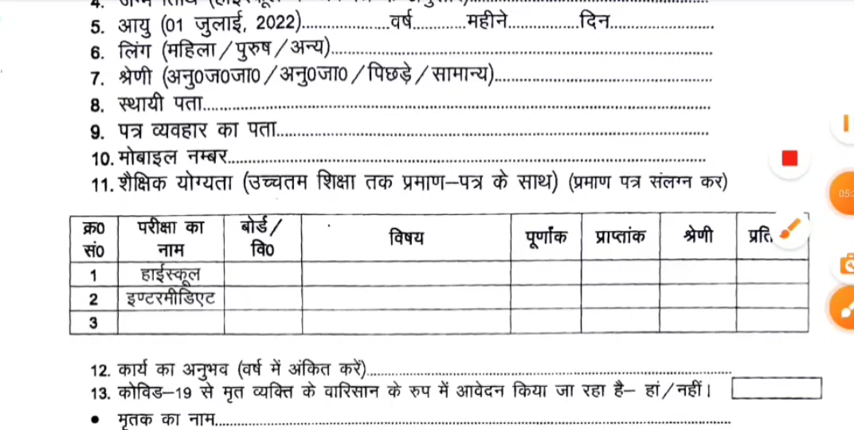 5. आयु (01 जुलाई, 2022)..................वर्ष...........महीने...............दिन......................
6. लिंग (महिला/पुरुष/अन्य)..............................................................................
7. श्रेणी (अनु0ज0जा0/अनु0जा0/पिछड़े/सामान्य)..............................................
8. स्थायी पता.........................................................................................................
9. पत्र व्यवहार का पता..........................................................................................
10. मोबाइल नम्बर..................................................................................................
11. शैक्षिक योग्यता (उच्चतम शिक्षा तक प्रमाण–पत्र के साथ) (प्रमाण पत्र संलग्न कर)
क्र0 सं0 परीक्षा का नाम बोर्ड/ वि0 विषय पूर्णांक प्राप्तांक श्रेणी
1 हाईस्कूल
2 इण्टरमीडिएट
3
12. कार्य का अनुभव (वर्ष में अंकित करें)...........................................................................
13. कोविड–19 से मृत व्यक्ति के वारिसान के रुप में आवेदन किया जा रहा है– हां/नहीं।
• मृतक का नाम.............................................................................................................